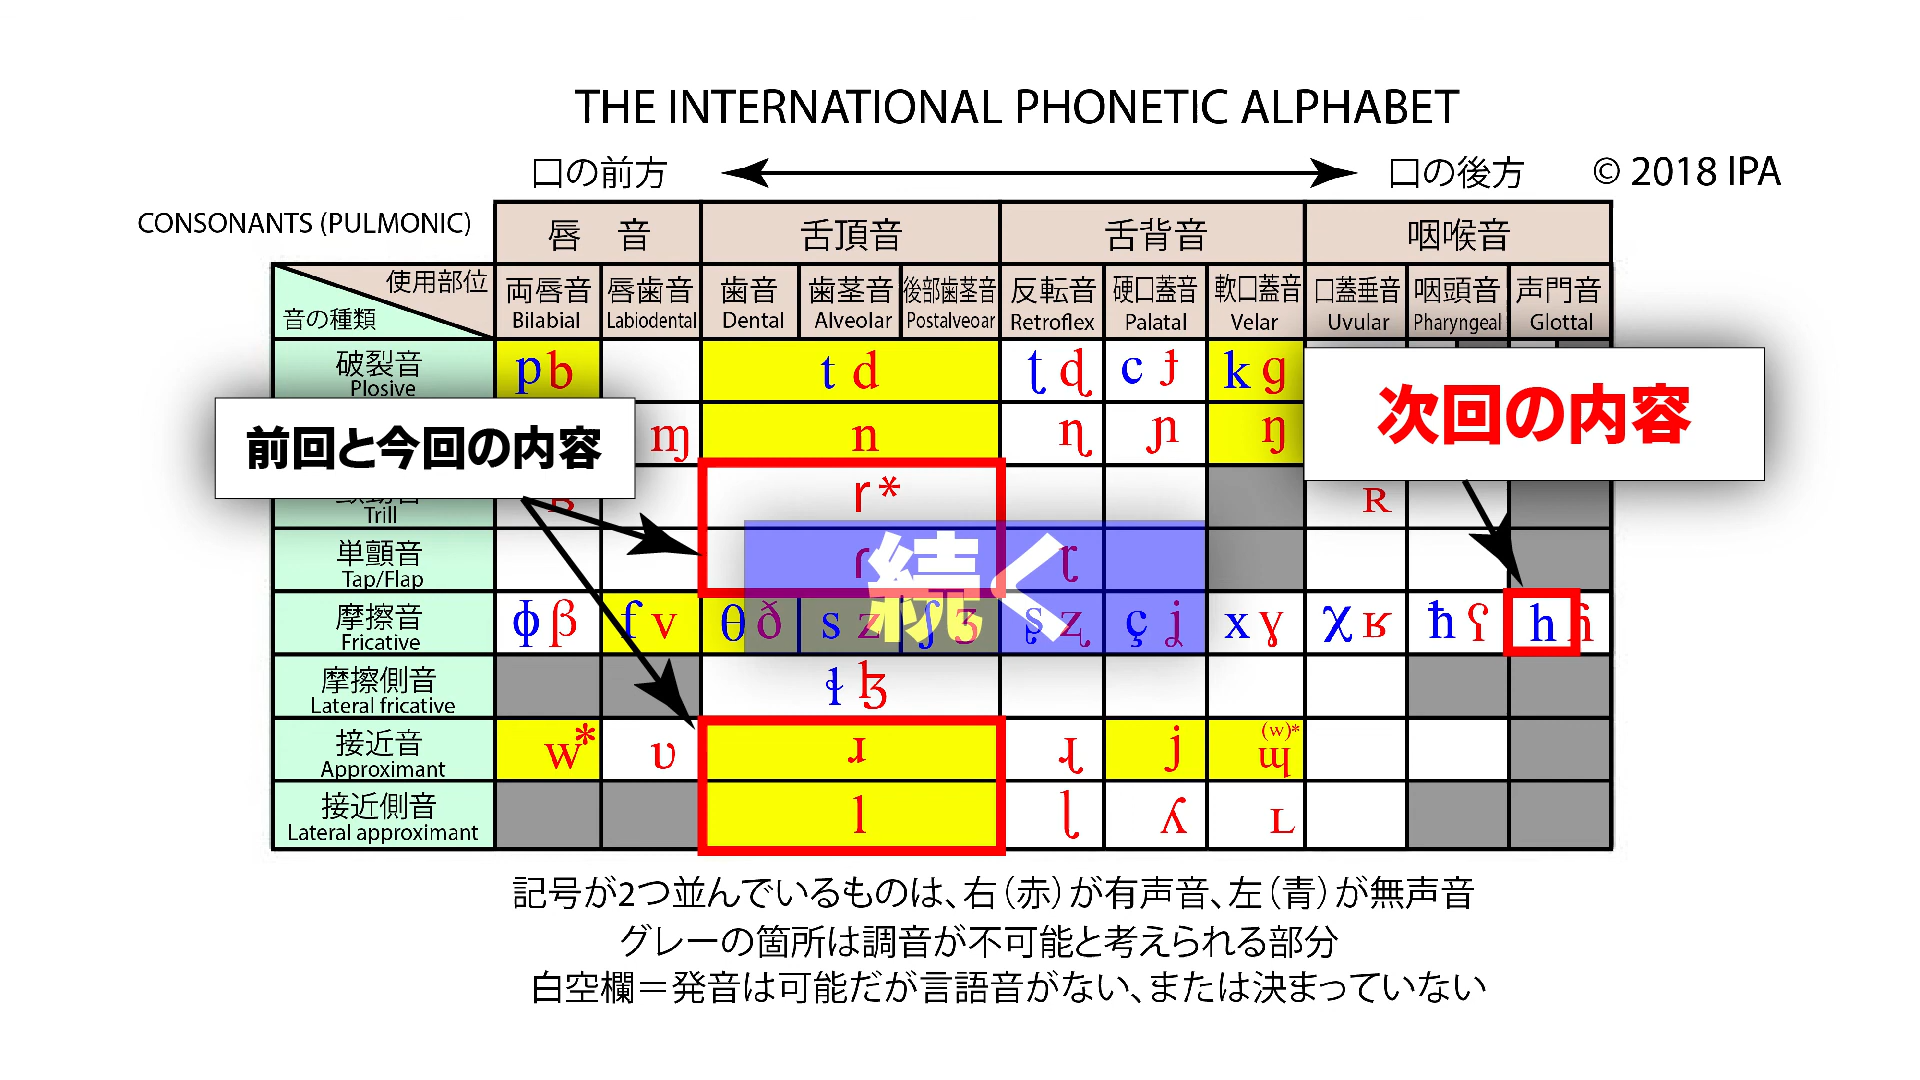 THE INTERNATIONAL PHONETIC ALPHABET
口の前方 口の後方 © 2018 IPA
CONSONANTS (PULMONIC)
唇 音 舌頂音 舌背音 咽喉音
使用部位
音の種類
両唇音 唇歯音 歯音 歯茎音 後部歯茎音 反転音 硬口蓋音 軟口蓋音 口蓋垂音 咽頭音 声門音
Bilabial Labiodental Dental Alveolar Postalveoar Retroflex Palatal Velar Uvular Pharyngeal Glottal
破裂音 p b t d ʈ ɖ c ɟ k ɡ
Plosive
次回の内容
前回と今回の内容
ɱ n ɳ ɲ ŋ
r* ʀ
Trill
単顫音 ɾ ɽ
Tap/Flap
続く
摩擦音 ɸ β f v θ ð s z ʃ ʒ ʂ ʐ ç ʝ x ɣ χ ʁ ħ ʕ h ɦ
Fricative
摩擦側音 ɬ ɮ
Lateral fricative
接近音 w* ʋ ɹ ɻ j (w)* ɰ
Approximant
接近側音 l ɭ ʎ ʟ
Lateral approximant
記号が2つ並んでいるものは、右(赤)が有声音、左(青)が無声音
グレーの箇所は調音が不可能と考えられる部分
白空欄＝発音は可能だが言語音がない、または決まっていない